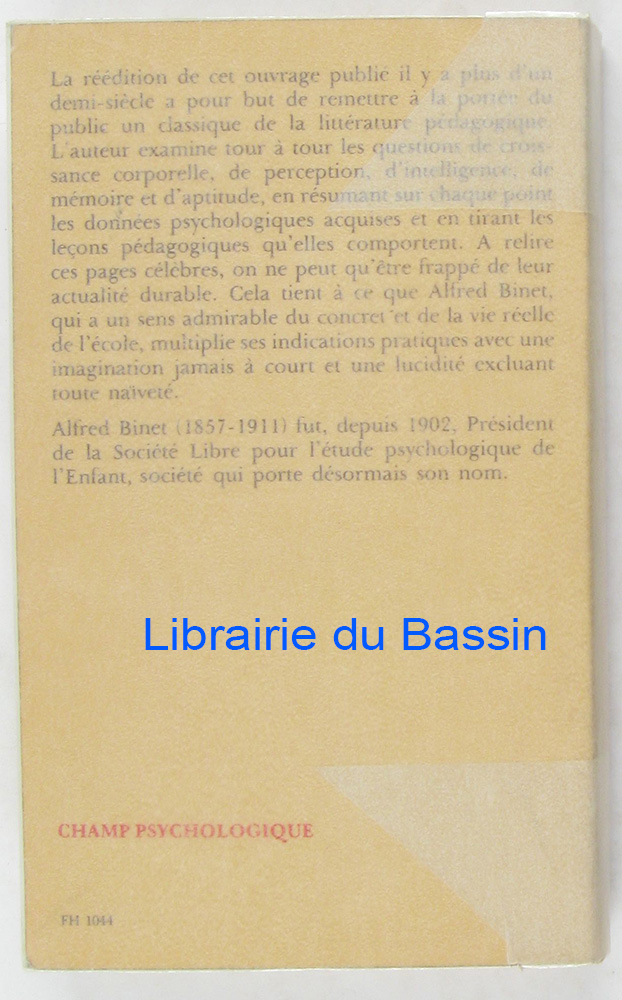 La réédition de cet ouvrage publié il y a plus d'un
demi-siècle a pour but de remettre à la portée du
public un classique de la littérature pédagogique.
L'auteur examine tour à tour les questions de crois-
sance corporelle, de perception, d'intelligence, de
mémoire et d'aptitude, en résumant sur chaque point
les données psychologiques acquises et en tirant les
leçons pédagogiques qu'elles comportent. A relire
ces pages célèbres, on ne peut qu'être frappé de leur
actualité durable. Cela tient à ce que Alfred Binet,
qui a un sens admirable du concret et de la vie réelle
de l'école, multiplie ses indications pratiques avec une
imagination jamais à court et une lucidité excluant
toute naïveté.
Alfred Binet (1857-1911) fut, depuis 1902, Président
de la Société Libre pour l'étude psychologique de
l'Enfant, société qui porte désormais son nom.
Librairie du Bassin
CHAMP PSYCHOLOGIQUE
FH 1044